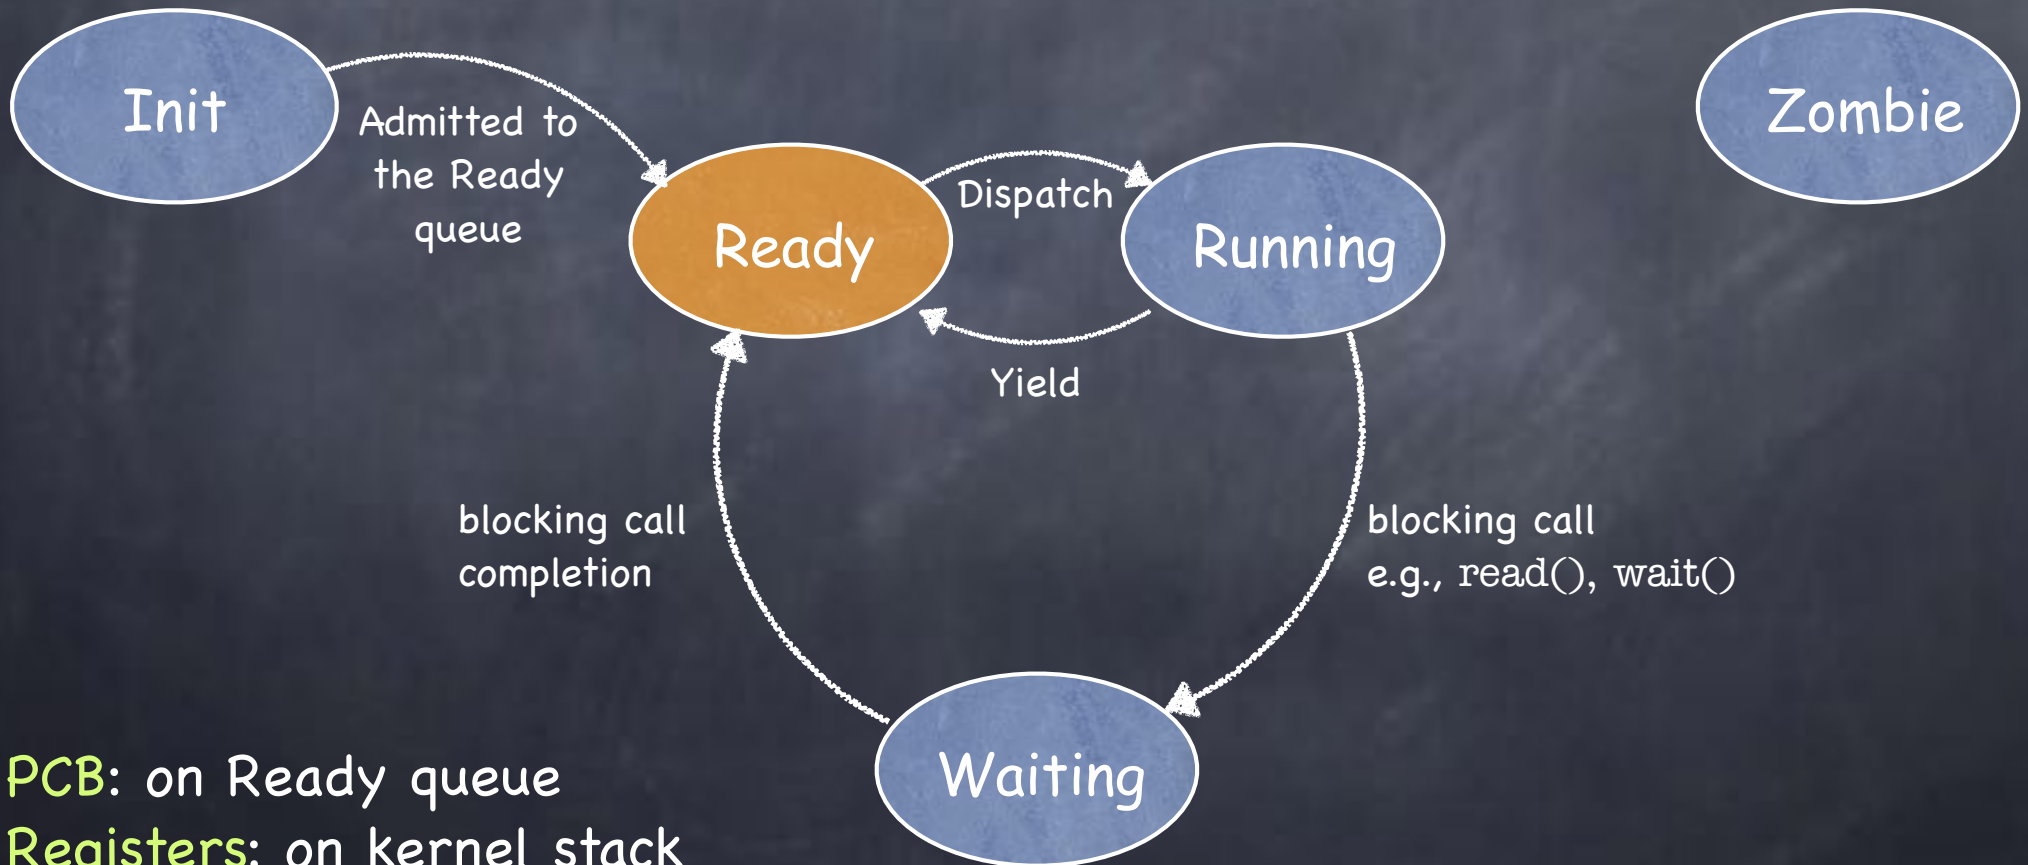 Init
Zombie
Admitted to
the Ready
queue
Dispatch
Ready
Running
Yield
blocking call
completion
blocking call
e.g., read(), wait()
Waiting
PCB: on Ready queue
Registers: on kernel stack